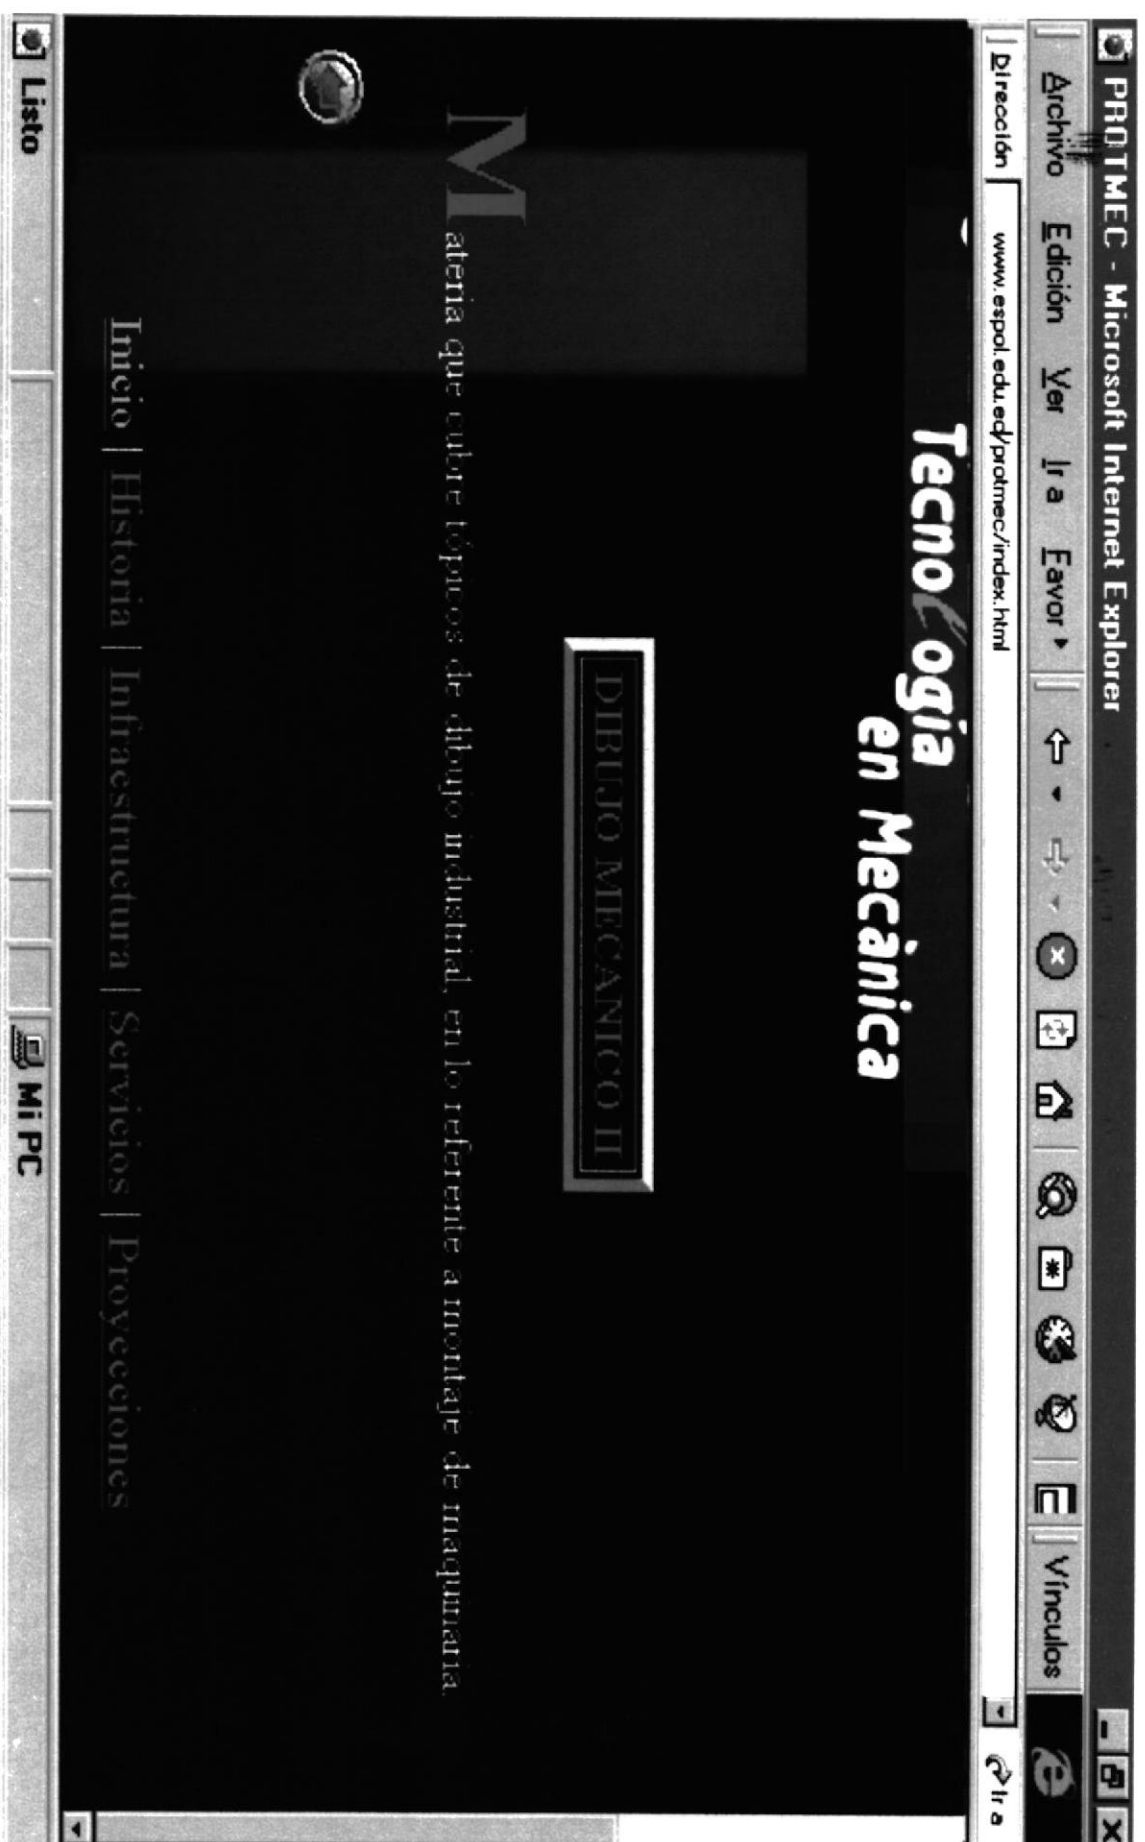 PROTMEC - Microsoft Internet Explorer
Archivo Edición Ver Ir a Favor
Vínculos
Dirección www.espol.edu.ec/protmec/index.html Ir a
Tecnología
en Mecánica
DIBUJO MECANICO II
Materia que cubre tópicos de dibujo industrial, en lo referente a montaje de maquinaria.
Inicio | Historia | Infraestructura | Servicios | Proyecciones
Listo Mi PC